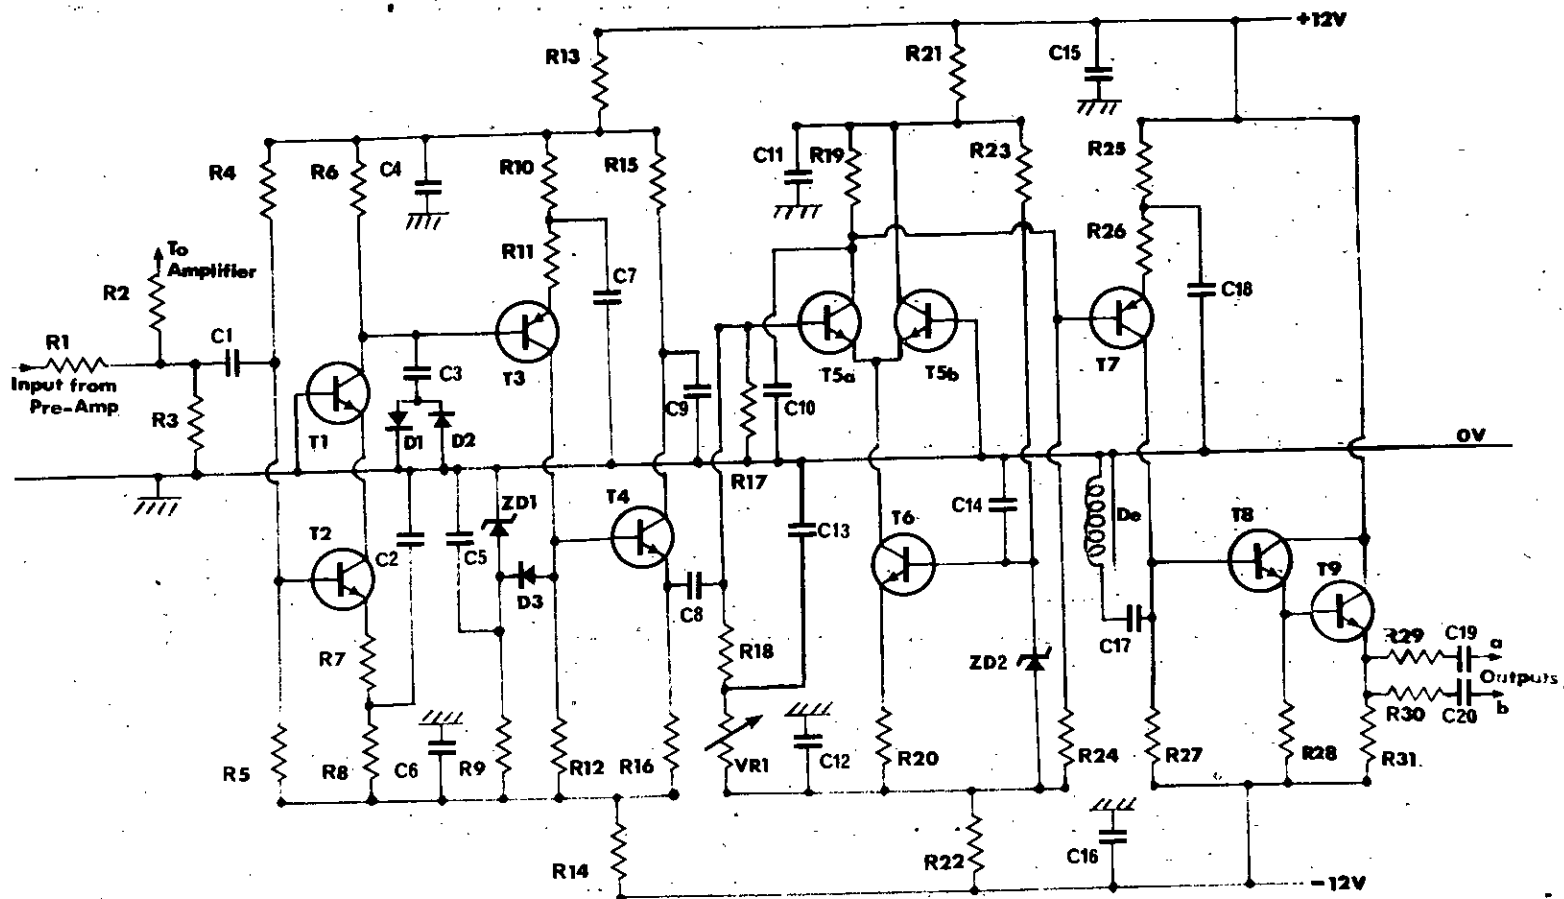 +12V
R13
R21
C15
R4
R6
C4
R10
R15
C11
R19
R23
R25
To
Amplifier
R2
R11
C7
R26
C18
R1
C1
Input from
Pre-Amp
R3
T1
C3
D1
D2
T3
C9
T5a
T5b
C10
T7
R17
0V
ZD1
T4
C13
T6
C14
De
T8
T2
C2
C5
D3
C8
T9
R7
R18
ZD2
C17
R29
C19
a
Outputs
R30
C20
b
R5
R8
C6
R9
R12
R16
VR1
C12
R20
R24
R27
R28
R31
R14
R22
C16
-12V